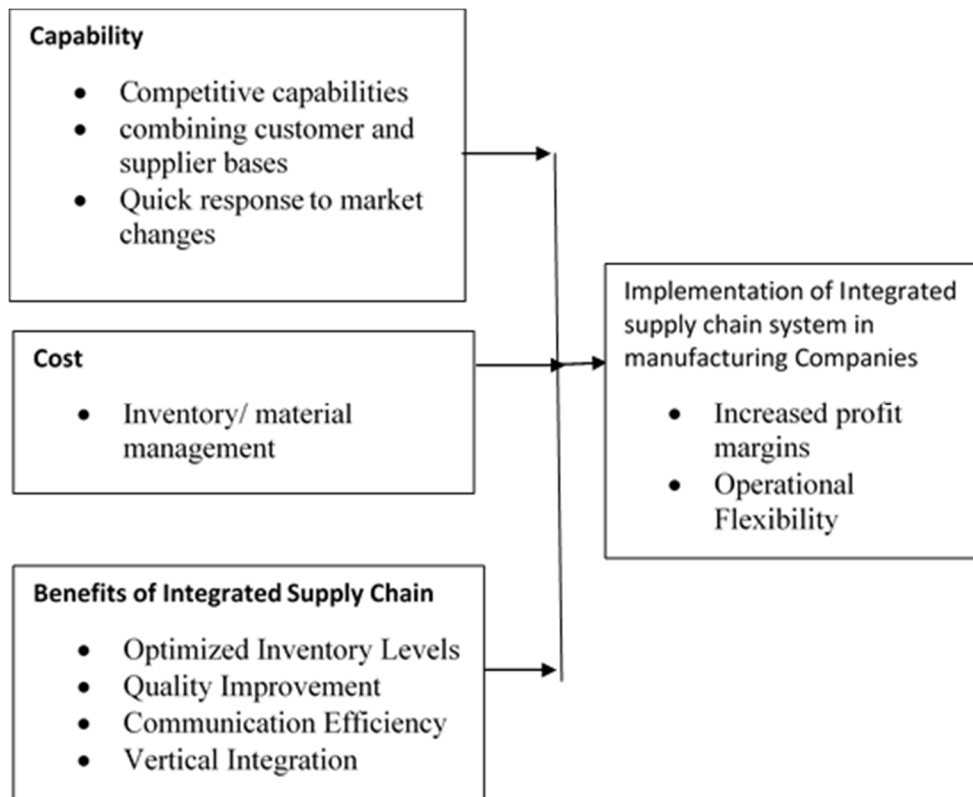 Capability
• Competitive capabilities
• combining customer and
supplier bases
• Quick response to market
changes
Cost
• Inventory/ material
management
Benefits of Integrated Supply Chain
• Optimized Inventory Levels
• Quality Improvement
• Communication Efficiency
• Vertical Integration
Implementation of Integrated
supply chain system in
manufacturing Companies
• Increased profit
margins
• Operational
Flexibility